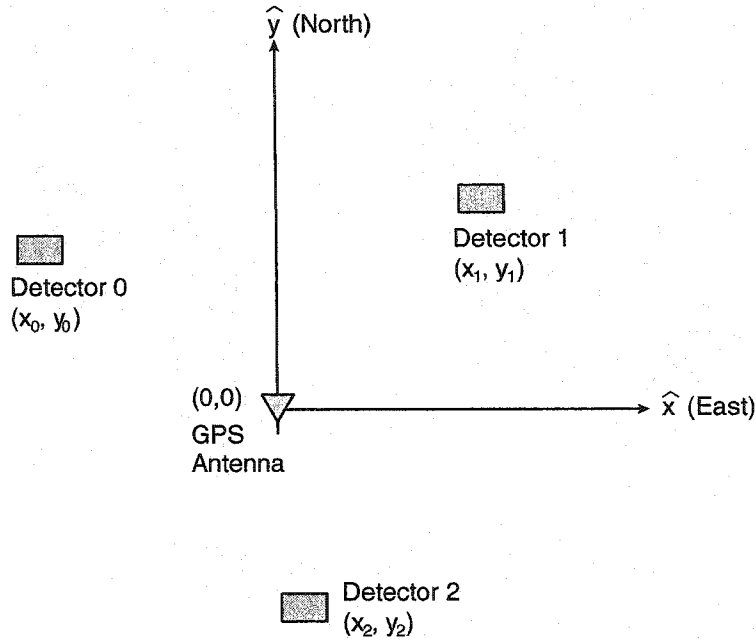 ŷ (North)
Detector 1
(x₁, y₁)
Detector 0
(x₀, y₀)
(0,0)
x̂ (East)
GPS
Antenna
Detector 2
(x₂, y₂)